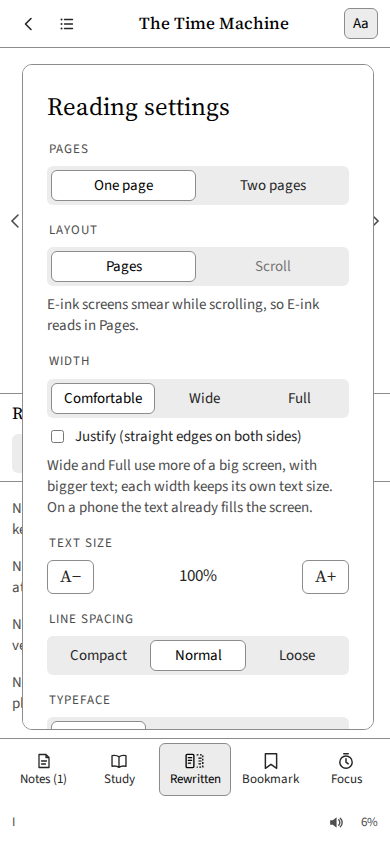 The Time Machine
Aa
Reading settings
PAGES
One page Two pages
LAYOUT
Pages Scroll
E-ink screens smear while scrolling, so E-ink
reads in Pages.
WIDTH
Comfortable Wide Full
Justify (straight edges on both sides)
Wide and Full use more of a big screen, with
bigger text; each width keeps its own text size.
On a phone the text already fills the screen.
TEXT SIZE
A− 100% A+
LINE SPACING
Compact Normal Loose
TYPEFACE
Notes (1) Study Rewritten Bookmark Focus
I 6%